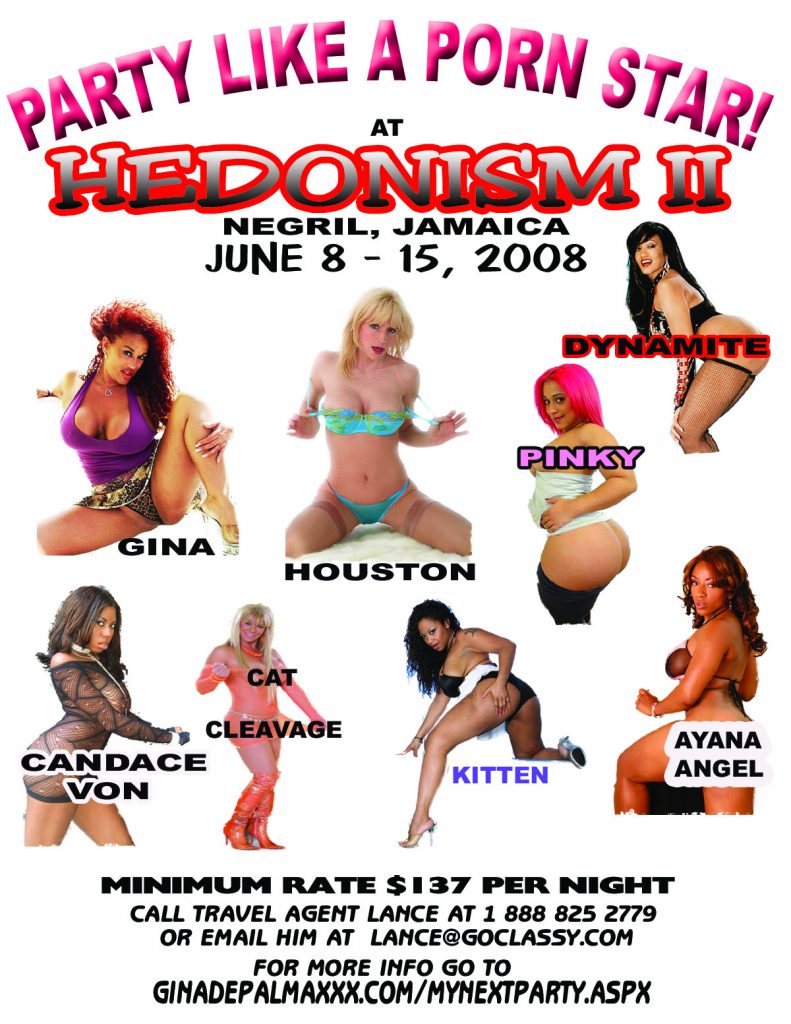 PARTY LIKE A PORN STAR!
AT
HEDONISM II
NEGRIL, JAMAICA
JUNE 8 - 15, 2008
DYNAMITE
PINKY
GINA
HOUSTON
CAT
CLEAVAGE
CANDACE
VON
KITTEN
AYANA
ANGEL
MINIMUM RATE $137 PER NIGHT
CALL TRAVEL AGENT LANCE AT 1 888 825 2779
OR EMAIL HIM AT LANCE@GOCLASSY.COM
FOR MORE INFO GO TO
GINADEPALMAXXX.COM/MYNEXTPARTY.ASPX